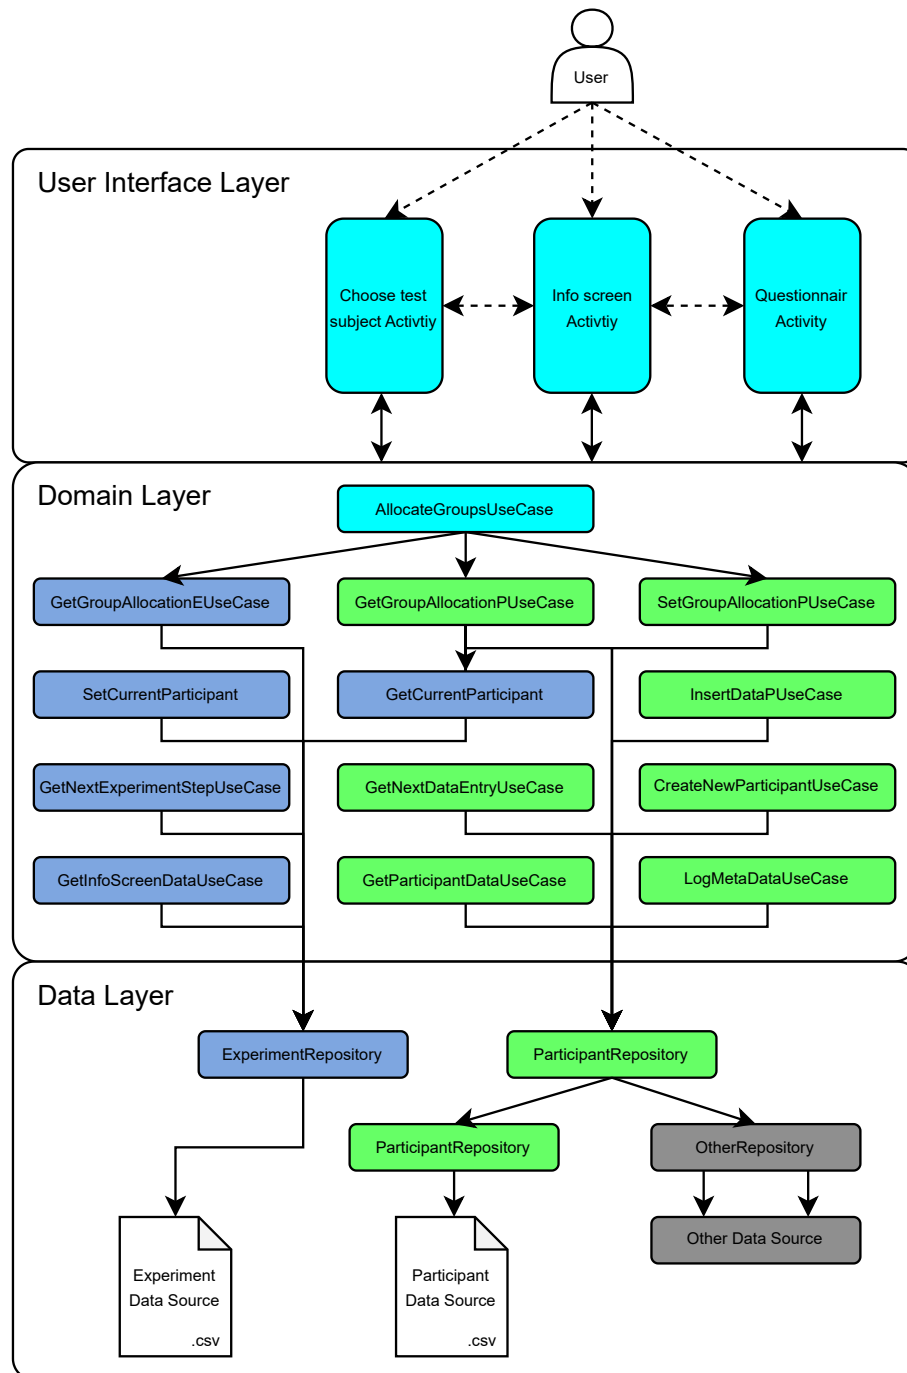 User
User Interface Layer
Choose test
subject Activtiy
Info screen
Activtiy
Questionnair
Activity
Domain Layer
AllocateGroupsUseCase
GetGroupAllocationEUseCase
GetGroupAllocationPUseCase
SetGroupAllocationPUseCase
SetCurrentParticipant
GetCurrentParticipant
InsertDataPUseCase
GetNextExperimentStepUseCase
GetNextDataEntryUseCase
CreateNewParticipantUseCase
GetInfoScreenDataUseCase
GetParticipantDataUseCase
LogMetaDataUseCase
Data Layer
ExperimentRepository
ParticipantRepository
ParticipantRepository
OtherRepository
Other Data Source
Experiment
Data Source
.csv
Participant
Data Source
.csv